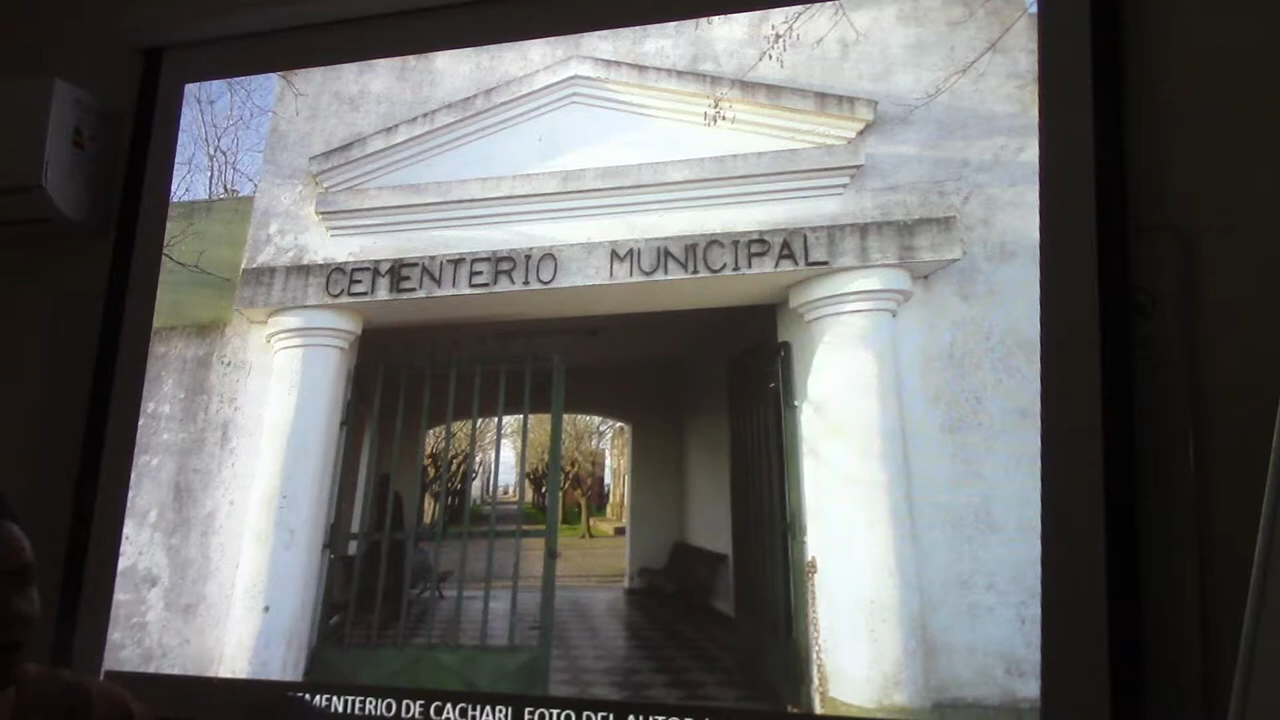 CEMENTERIO MUNICIPAL
CEMENTERIO DE CACHARI. FOTO DEL AUTOR